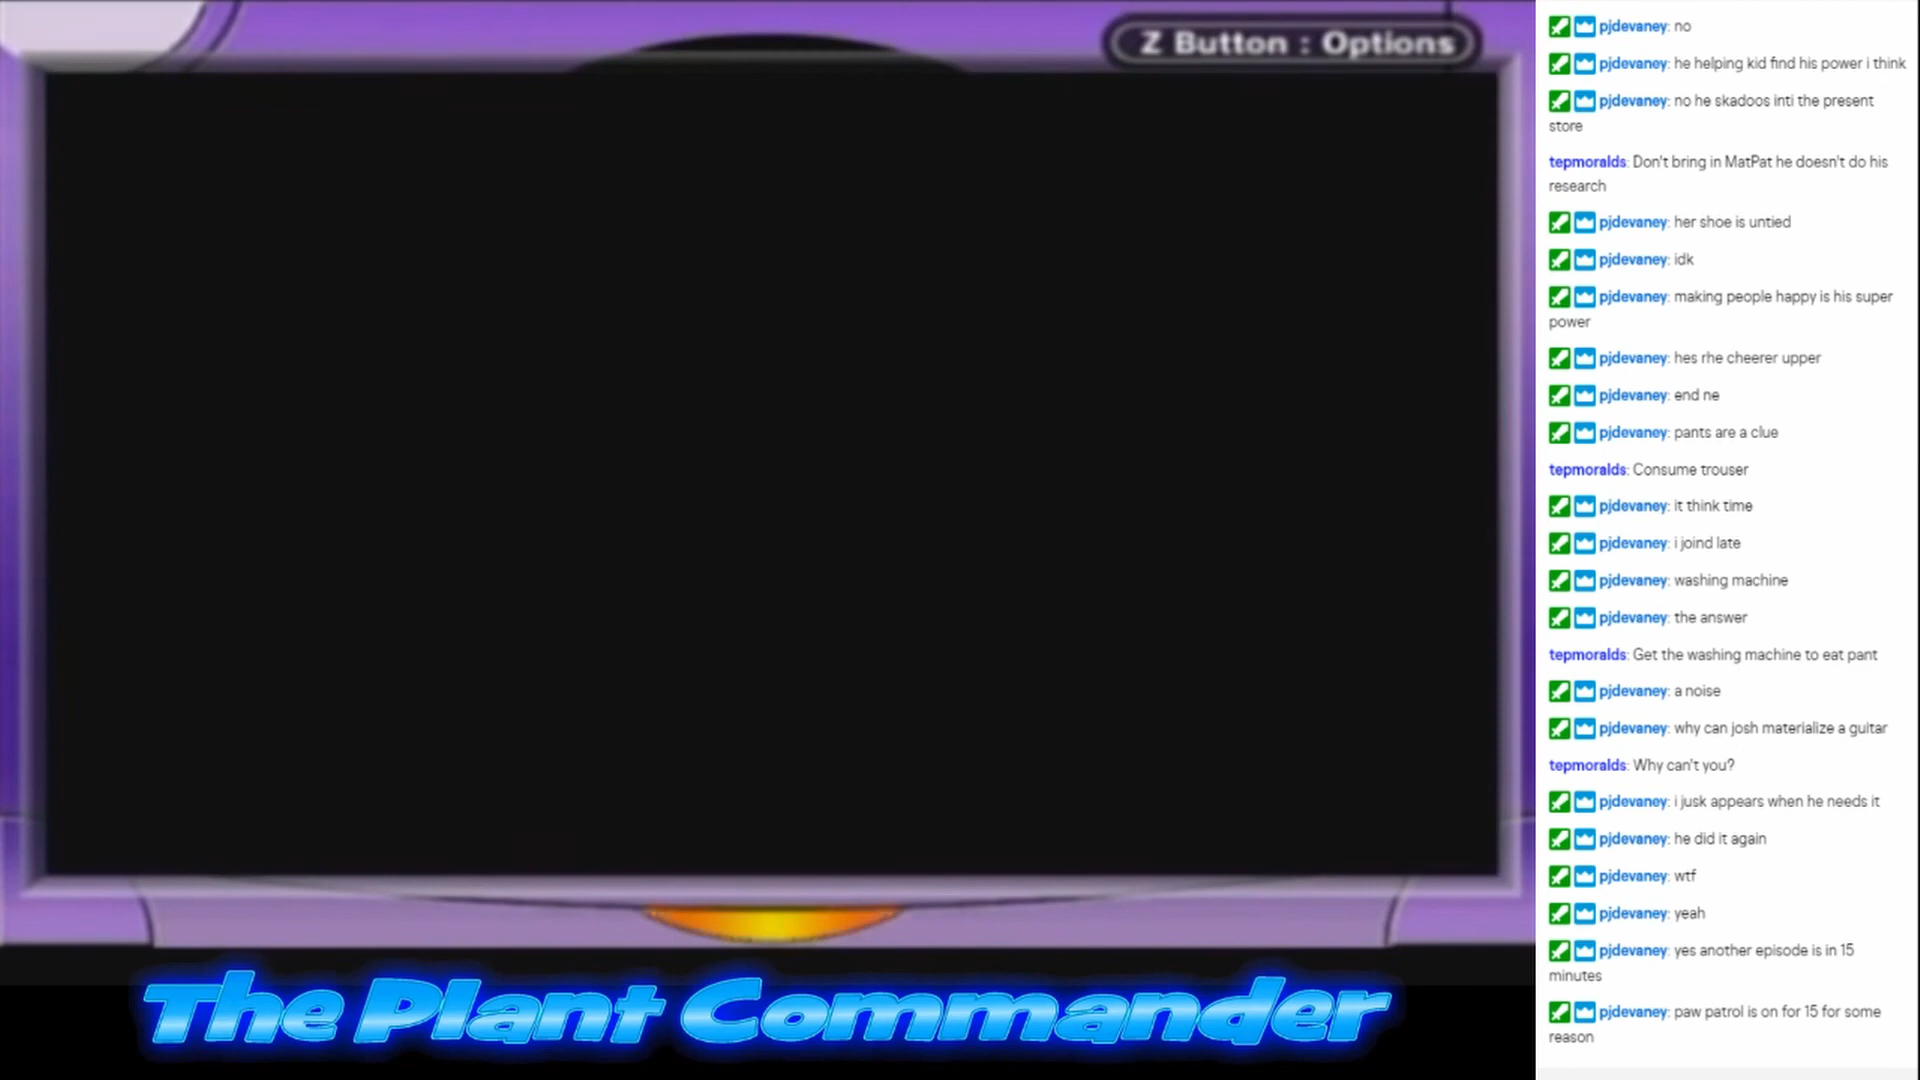 Z Button : Options
The Plant Commander
pjdevaney: no
pjdevaney: he helping kid find his power i think
pjdevaney: no he skadoos inti the present
store
tepmoralds: Don't bring in MatPat he doesn't do his
research
pjdevaney: her shoe is untied
pjdevaney: idk
pjdevaney: making people happy is his super
power
pjdevaney: hes rhe cheerer upper
pjdevaney: end ne
pjdevaney: pants are a clue
tepmoralds: Consume trouser
pjdevaney: it think time
pjdevaney: i joind late
pjdevaney: washing machine
pjdevaney: the answer
tepmoralds: Get the washing machine to eat pant
pjdevaney: a noise
pjdevaney: why can josh materialize a guitar
tepmoralds: Why can't you?
pjdevaney: i jusk appears when he needs it
pjdevaney: he did it again
pjdevaney: wtf
pjdevaney: yeah
pjdevaney: yes another episode is in 15
minutes
pjdevaney: paw patrol is on for 15 for some
reason